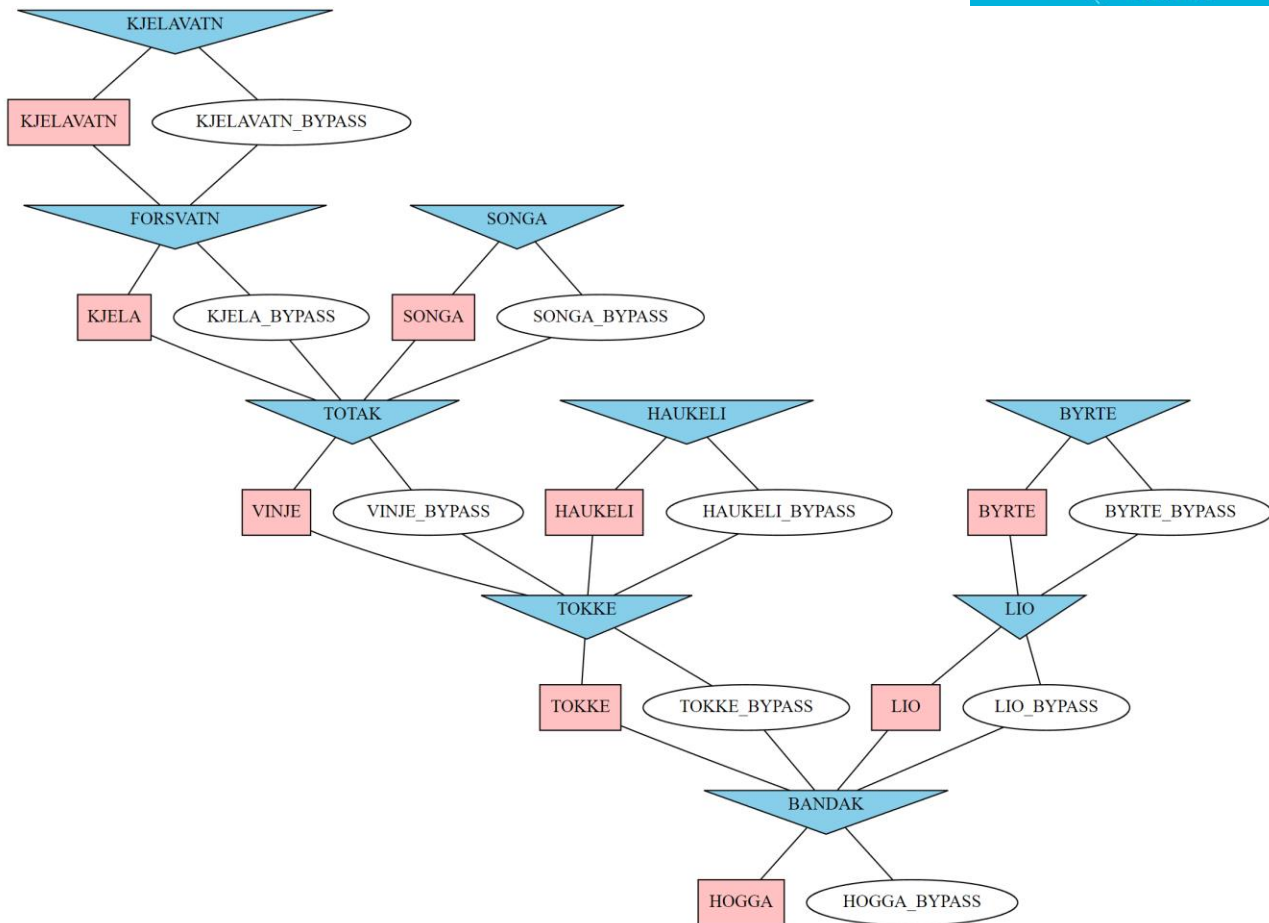 KJELAVATN
KJELAVATN KJELAVATN_BYPASS
FORSVATN SONGA
KJELA KJELA_BYPASS SONGA SONGA_BYPASS
TOTAK HAUKELI BYRTE
VINJE VINJE_BYPASS HAUKELI HAUKELI_BYPASS BYRTE BYRTE_BYPASS
TOKKE LIO
TOKKE TOKKE_BYPASS LIO LIO_BYPASS
BANDAK
HOGGA HOGGA_BYPASS